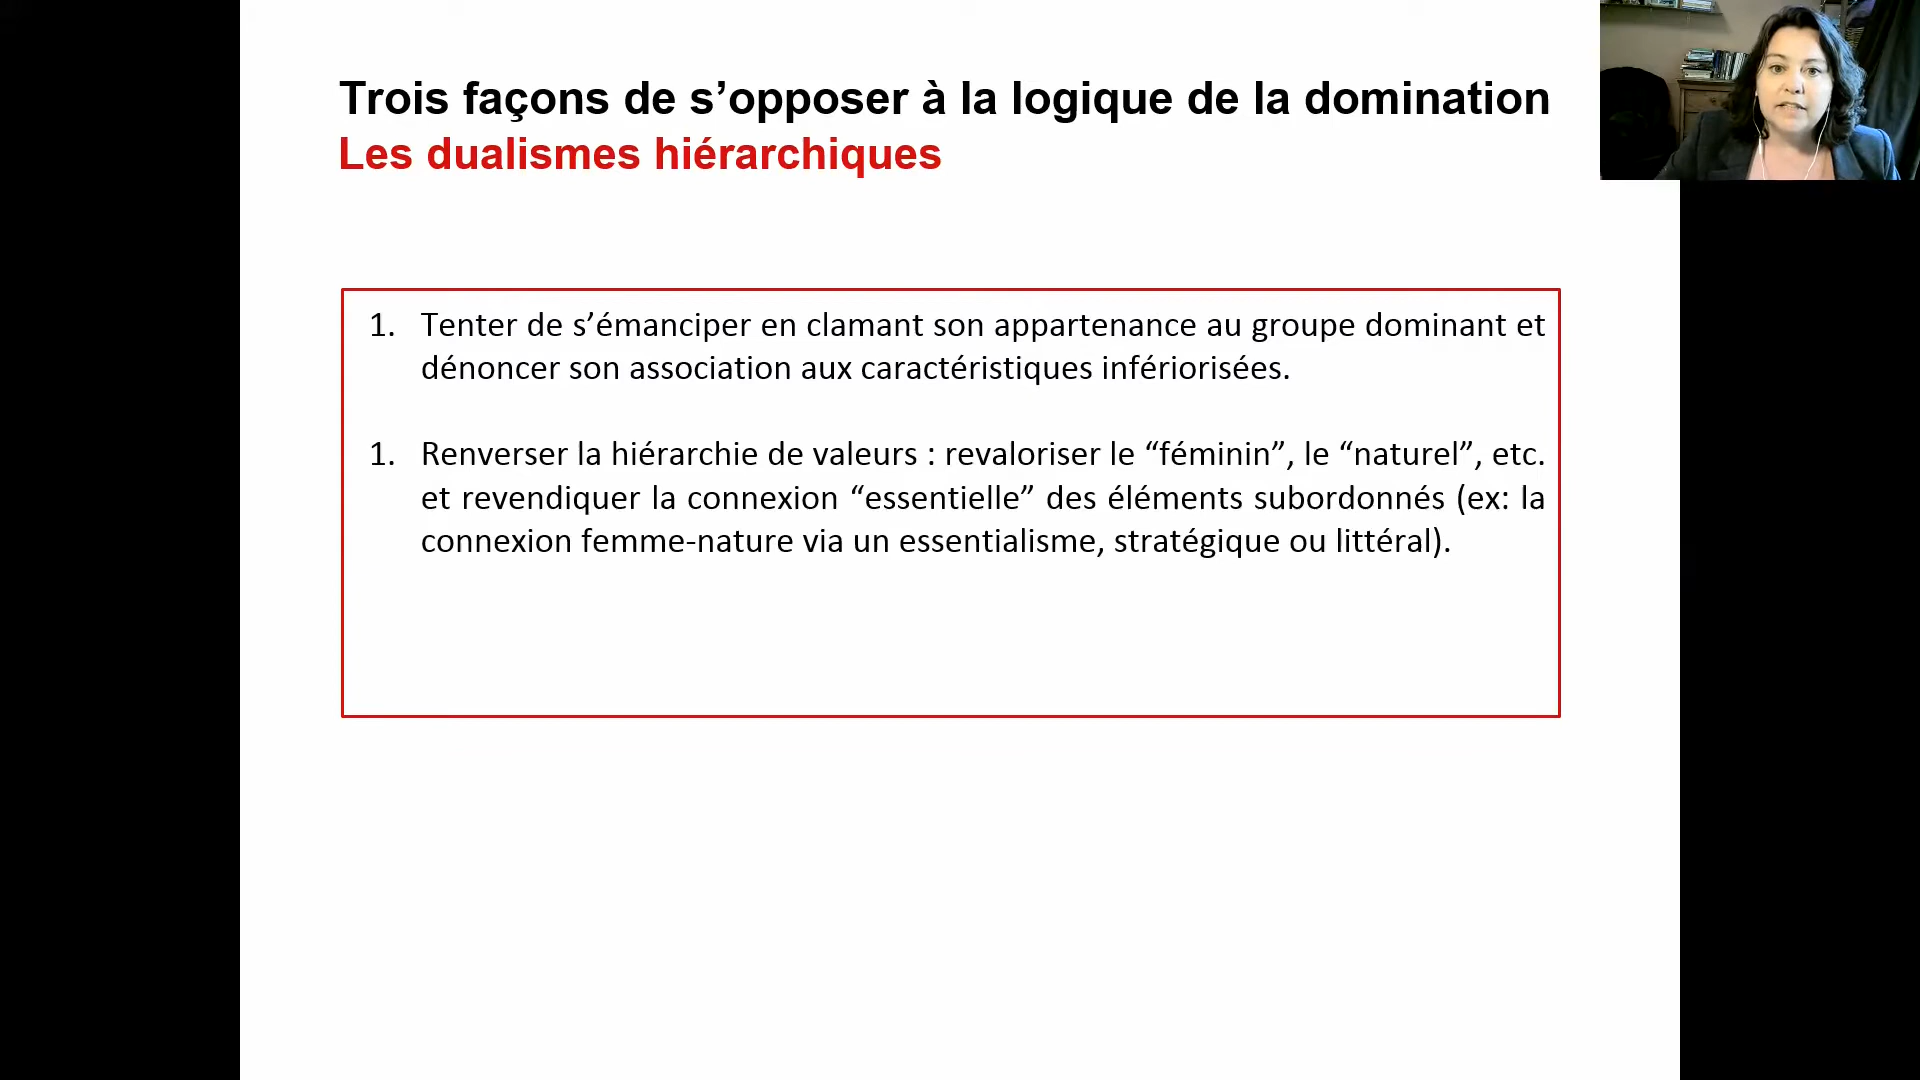 Trois façons de s’opposer à la logique de la domination
Les dualismes hiérarchiques
1. Tenter de s’émanciper en clamant son appartenance au groupe dominant et
dénoncer son association aux caractéristiques infériorisées.
1. Renverser la hiérarchie de valeurs : revaloriser le “féminin”, le “naturel”, etc.
et revendiquer la connexion “essentielle” des éléments subordonnés (ex: la
connexion femme-nature via un essentialisme, stratégique ou littéral).